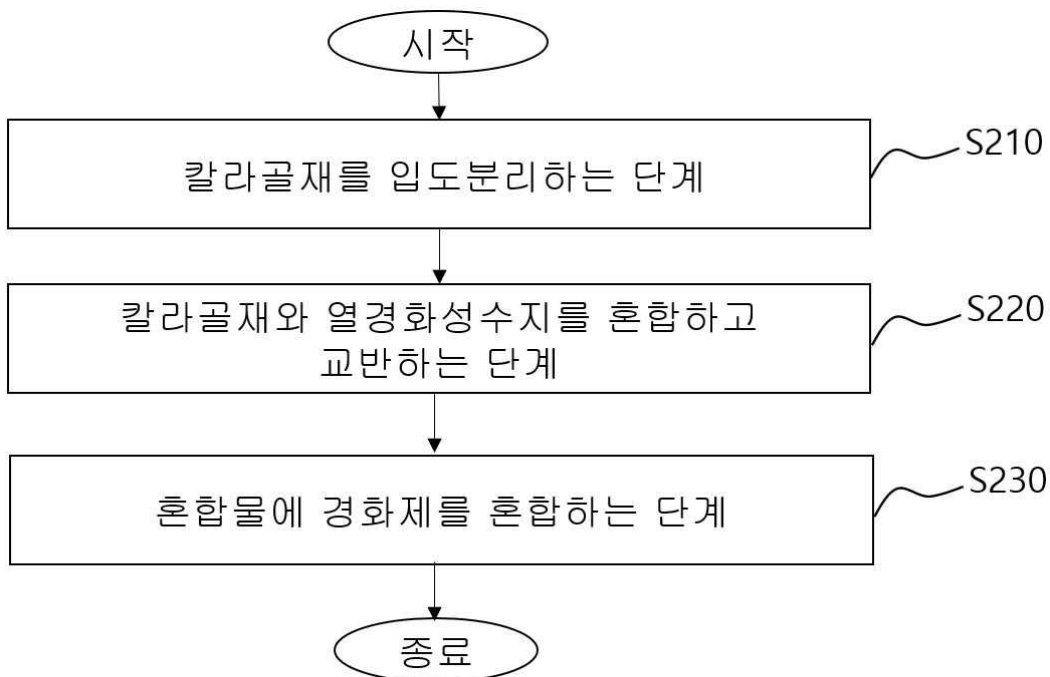 시작
칼라골재를 입도분리하는 단계
S210
칼라골재와 열경화성수지를 혼합하고
교반하는 단계
S220
혼합물에 경화제를 혼합하는 단계
S230
종료